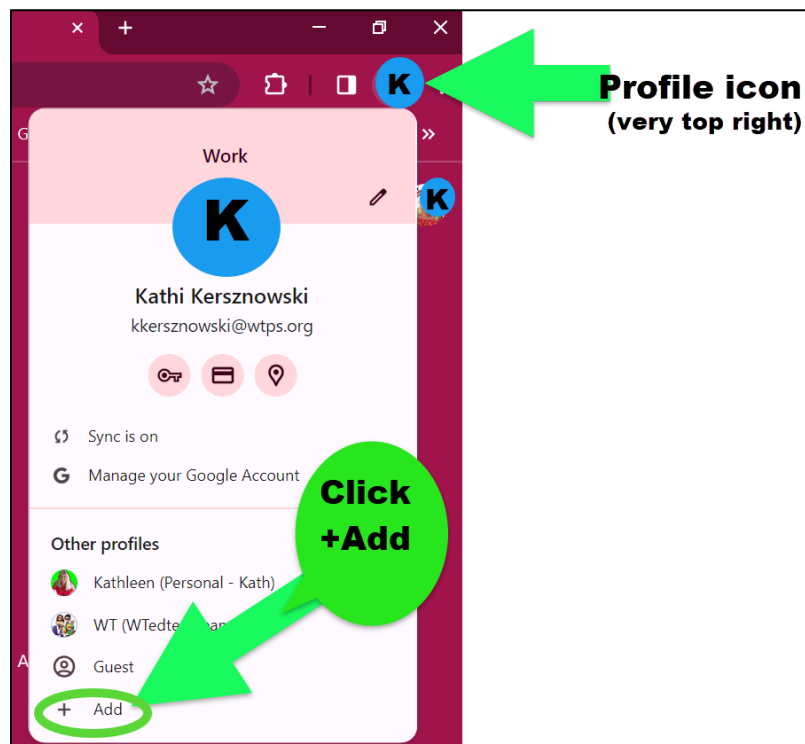 K
Profile icon
(very top right)
G
Work
K
K
Kathi Kersznowski
kkersznowski@wtps.org
Sync is on
G Manage your Google Account
Click
+Add
Other profiles
Kathleen (Personal - Kath)
WT
A
Guest
+ Add